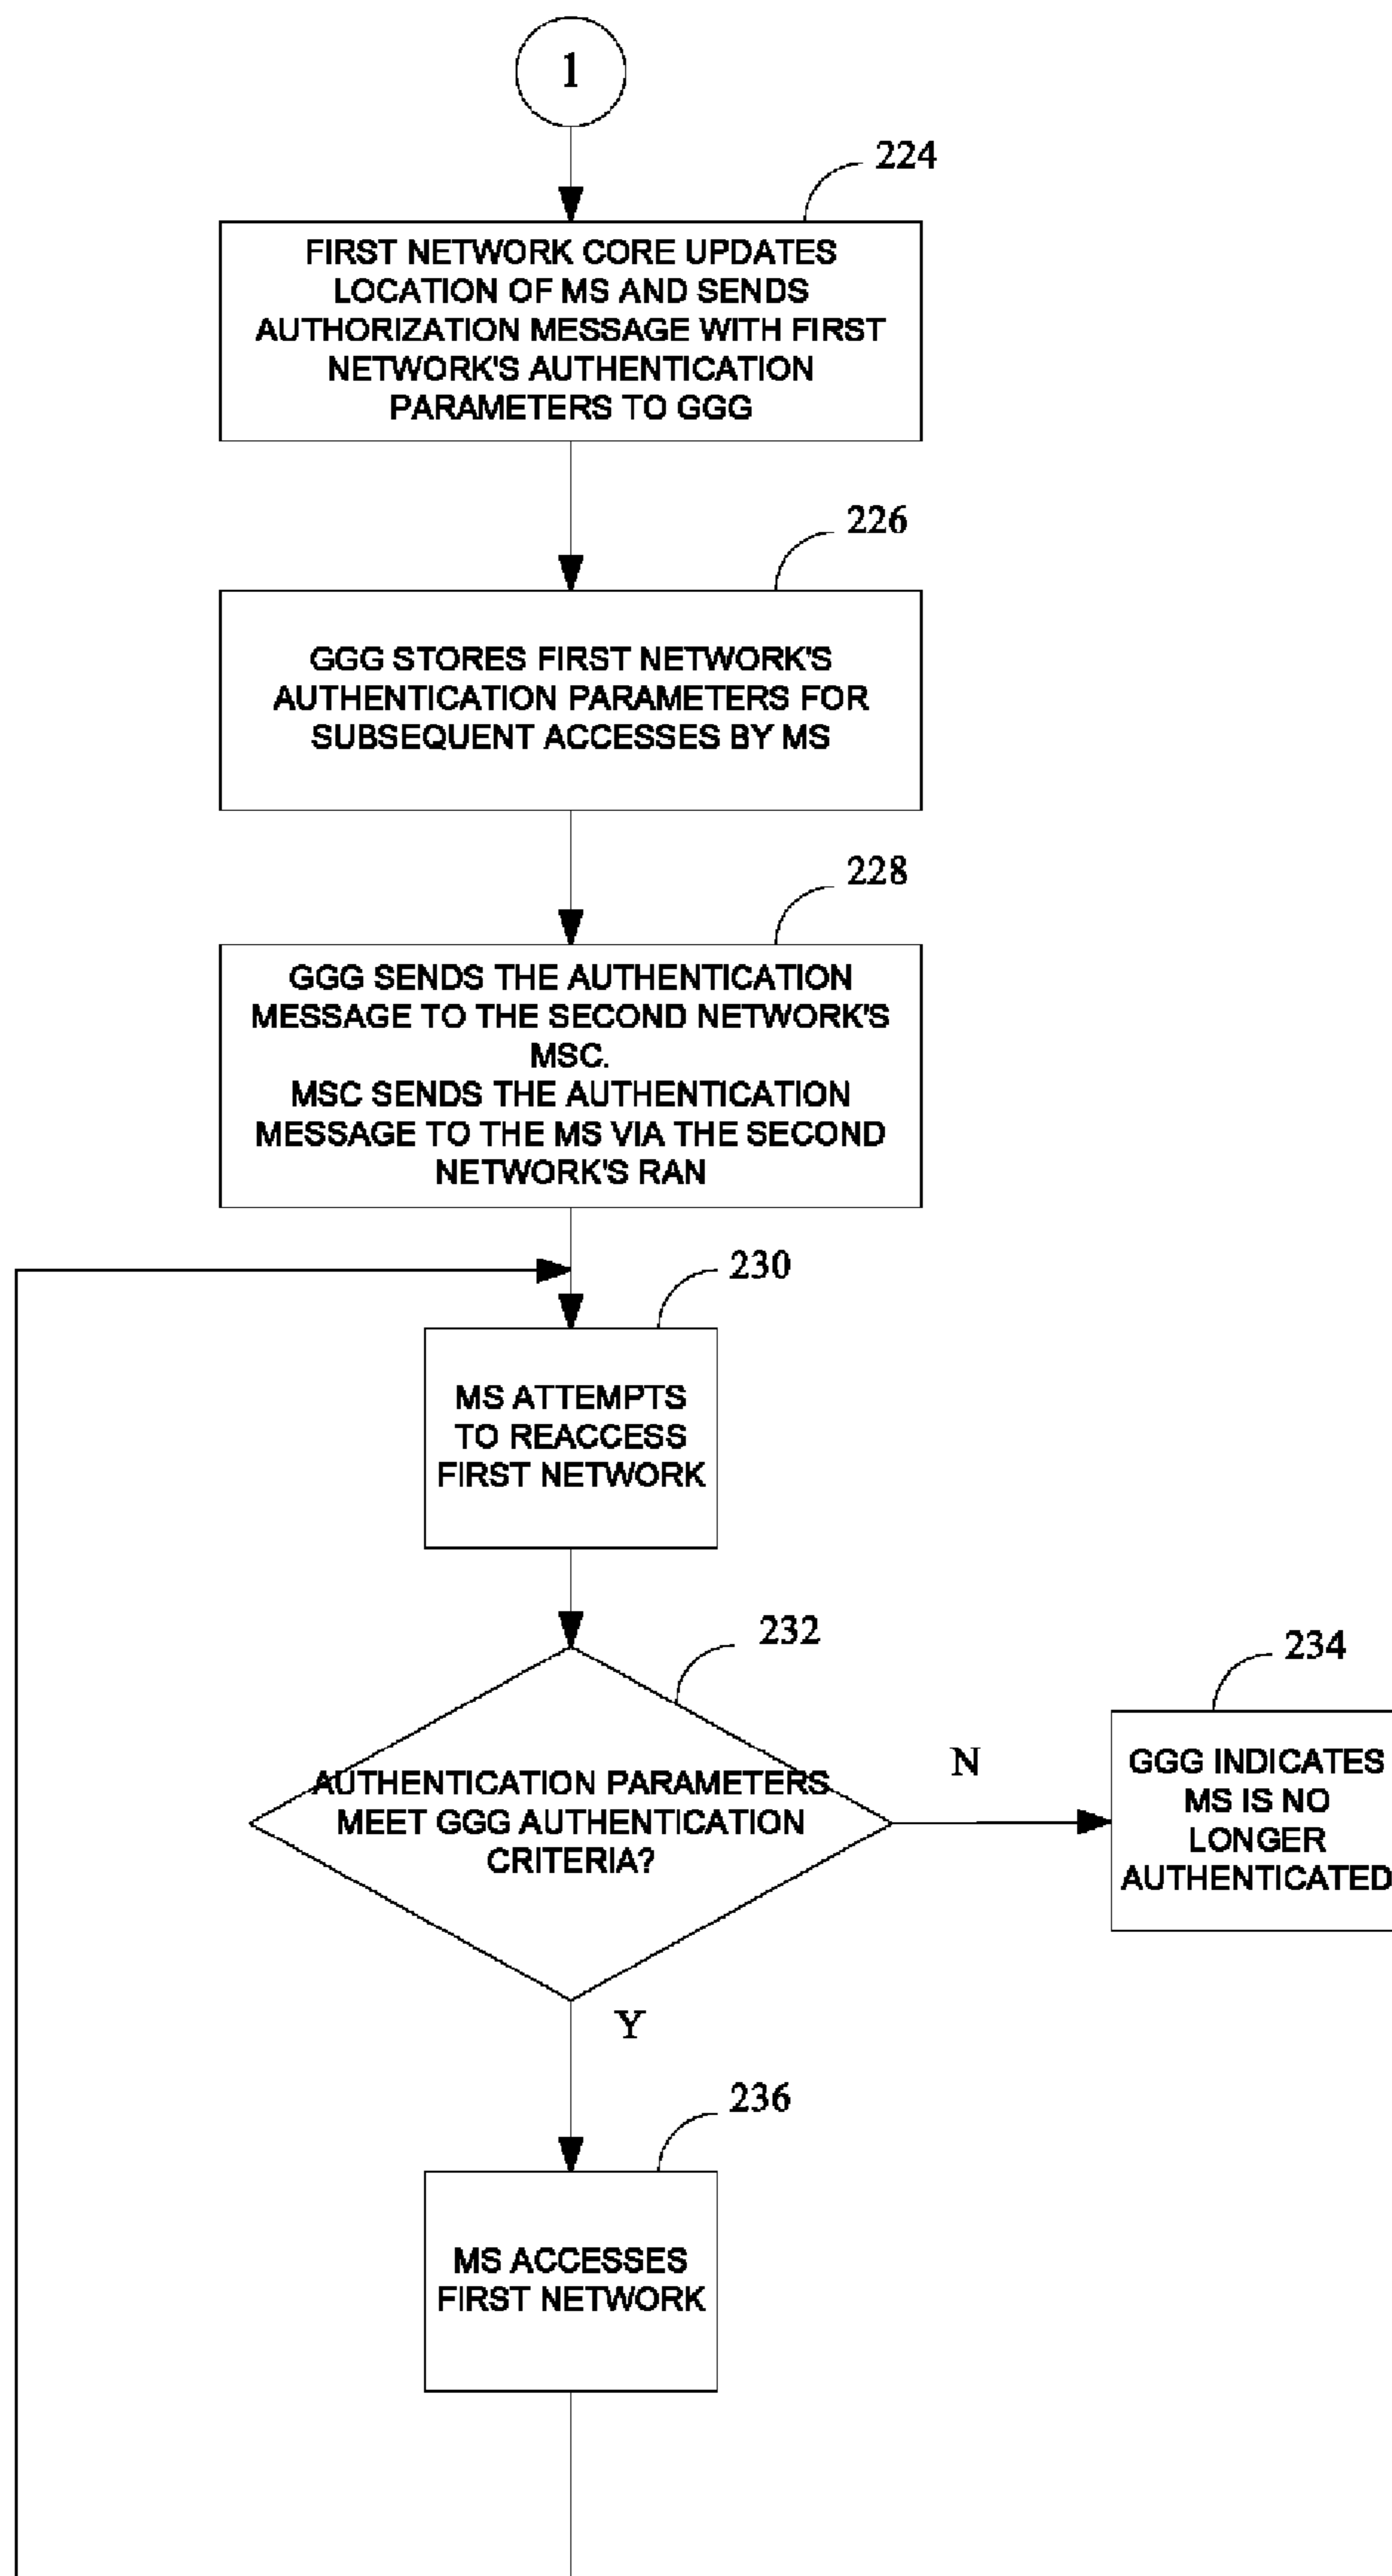 1
224
FIRST NETWORK CORE UPDATES
LOCATION OF MS AND SENDS
AUTHORIZATION MESSAGE WITH FIRST
NETWORK'S AUTHENTICATION
PARAMETERS TO GGG
226
GGG STORES FIRST NETWORK'S
AUTHENTICATION PARAMETERS FOR
SUBSEQUENT ACCESSES BY MS
228
GGG SENDS THE AUTHENTICATION
MESSAGE TO THE SECOND NETWORK'S
MSC.
MSC SENDS THE AUTHENTICATION
MESSAGE TO THE MS VIA THE SECOND
NETWORK'S RAN
230
MS ATTEMPTS
TO REACCESS
FIRST NETWORK
232
AUTHENTICATION PARAMETERS
MEET GGG AUTHENTICATION
CRITERIA?
N
234
GGG INDICATES
MS IS NO
LONGER
AUTHENTICATED
Y
236
MS ACCESSES
FIRST NETWORK